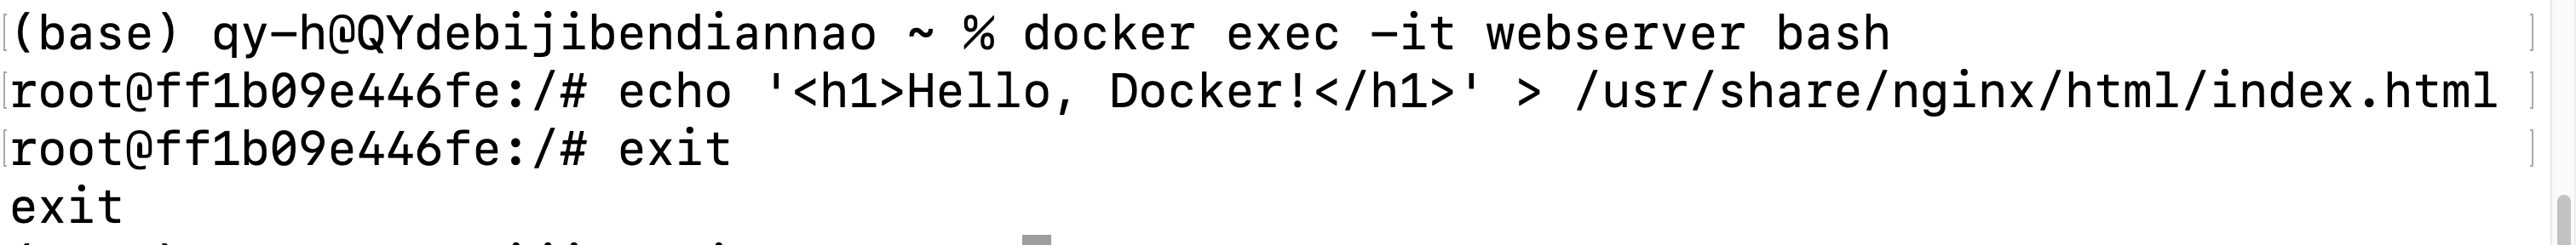 (base) qy-h@QYdebijibendiannao ~ % docker exec -it webserver bash
root@ff1b09e446fe:/# echo '<h1>Hello, Docker!</h1>' > /usr/share/nginx/html/index.html
root@ff1b09e446fe:/# exit
exit